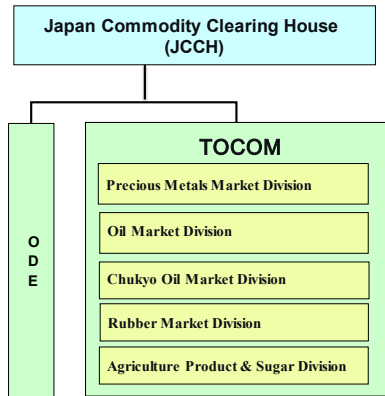 Japan Commodity Clearing House
(JCCH)
TOCOM
Precious Metals Market Division
Oil Market Division
Chukyo Oil Market Division
Rubber Market Division
Agriculture Product & Sugar Division
O
D
E